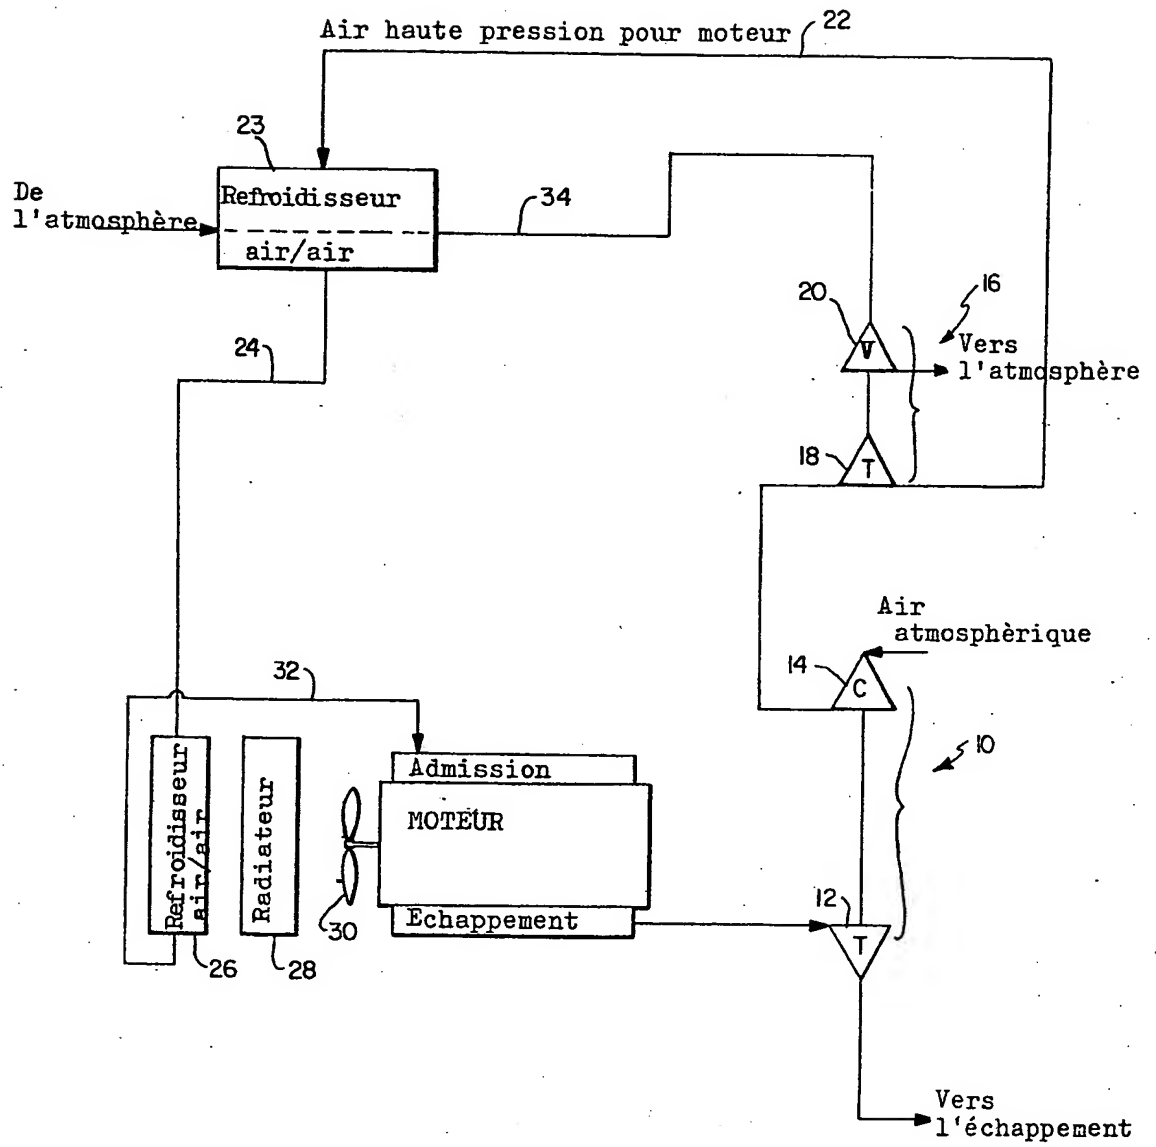 Air haute pression pour moteur
22
23
De
l'atmosphère
Refroidisseur
air/air
34
24
20
16
V
Vers
l'atmosphère
18
T
Air
atmosphèrique
14
C
32
10
Admission
MOTEUR
Echappement
Refroidisseur
air/air
Radiateur
30
26
28
12
T
Vers
l'échappement